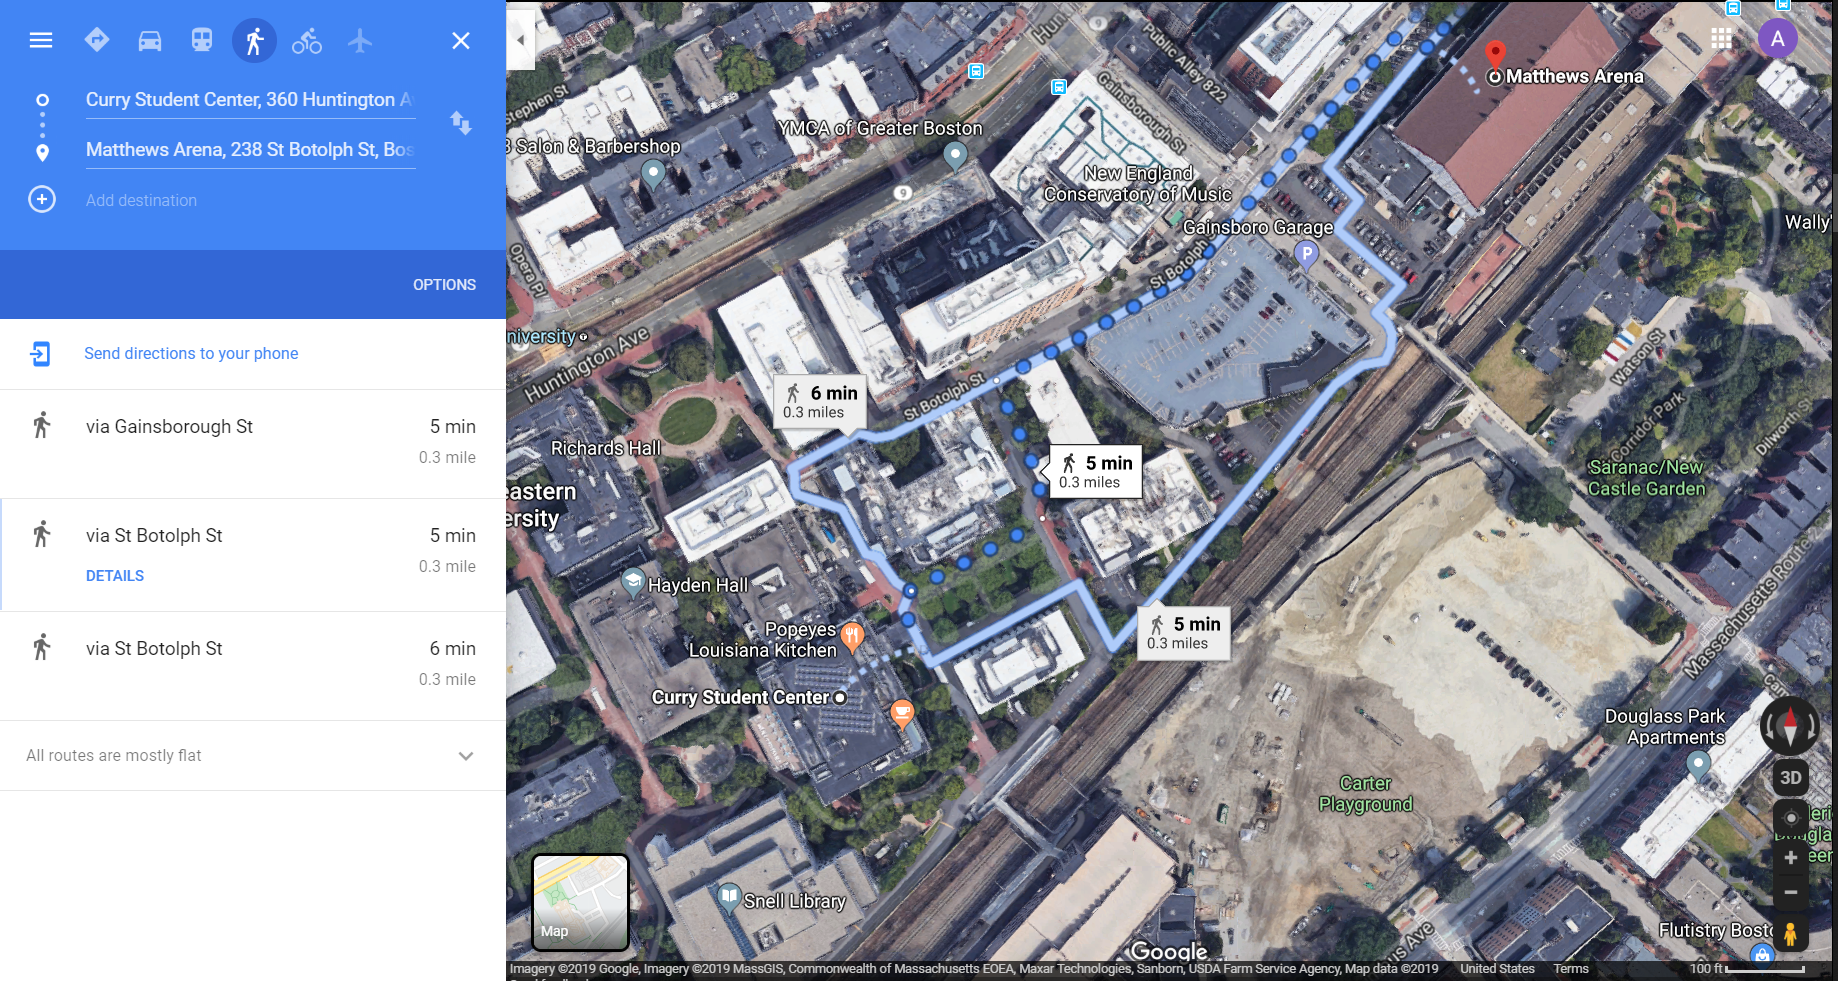 Curry Student Center, 360 Huntington A
Matthews Arena, 238 St Botolph St, Bos
Add destination
OPTIONS
Send directions to your phone
via Gainsborough St
5 min
0.3 mile
via St Botolph St
5 min
0.3 mile
DETAILS
via St Botolph St
6 min
0.3 mile
All routes are mostly flat
Hun
9
Public Alley 822
A
Matthews Arena
Stephen St
Gainsborough St
YMCA of Greater Boston
3 Salon & Barbershop
New England
Conservatory of Music
9
Gainsboro Garage
P
Wally'
Opera Pl
St Botolph S
niversity
Huntington Ave
Watson St
6 min
0.3 miles
St Botolph St
Corridor Park
Dilworth St
Richards Hall
5 min
0.3 miles
Saranac/New
Castle Garden
eastern
ersity
Hayden Hall
Massachusetts Route 2
Popeyes
Louisiana Kitchen
5 min
0.3 miles
Curry Student Center
Cam
Douglass Park
Apartments
3D
Carter
Playground
Snell Library
Map
Flutistry Bosto
us Ave
Google
Imagery ©2019 Google, Imagery ©2019 MassGIS, Commonwealth of Massachusetts EOEA, Maxar Technologies, Sanborn, USDA Farm Service Agency, Map data ©2019
United States
Terms
100 ft